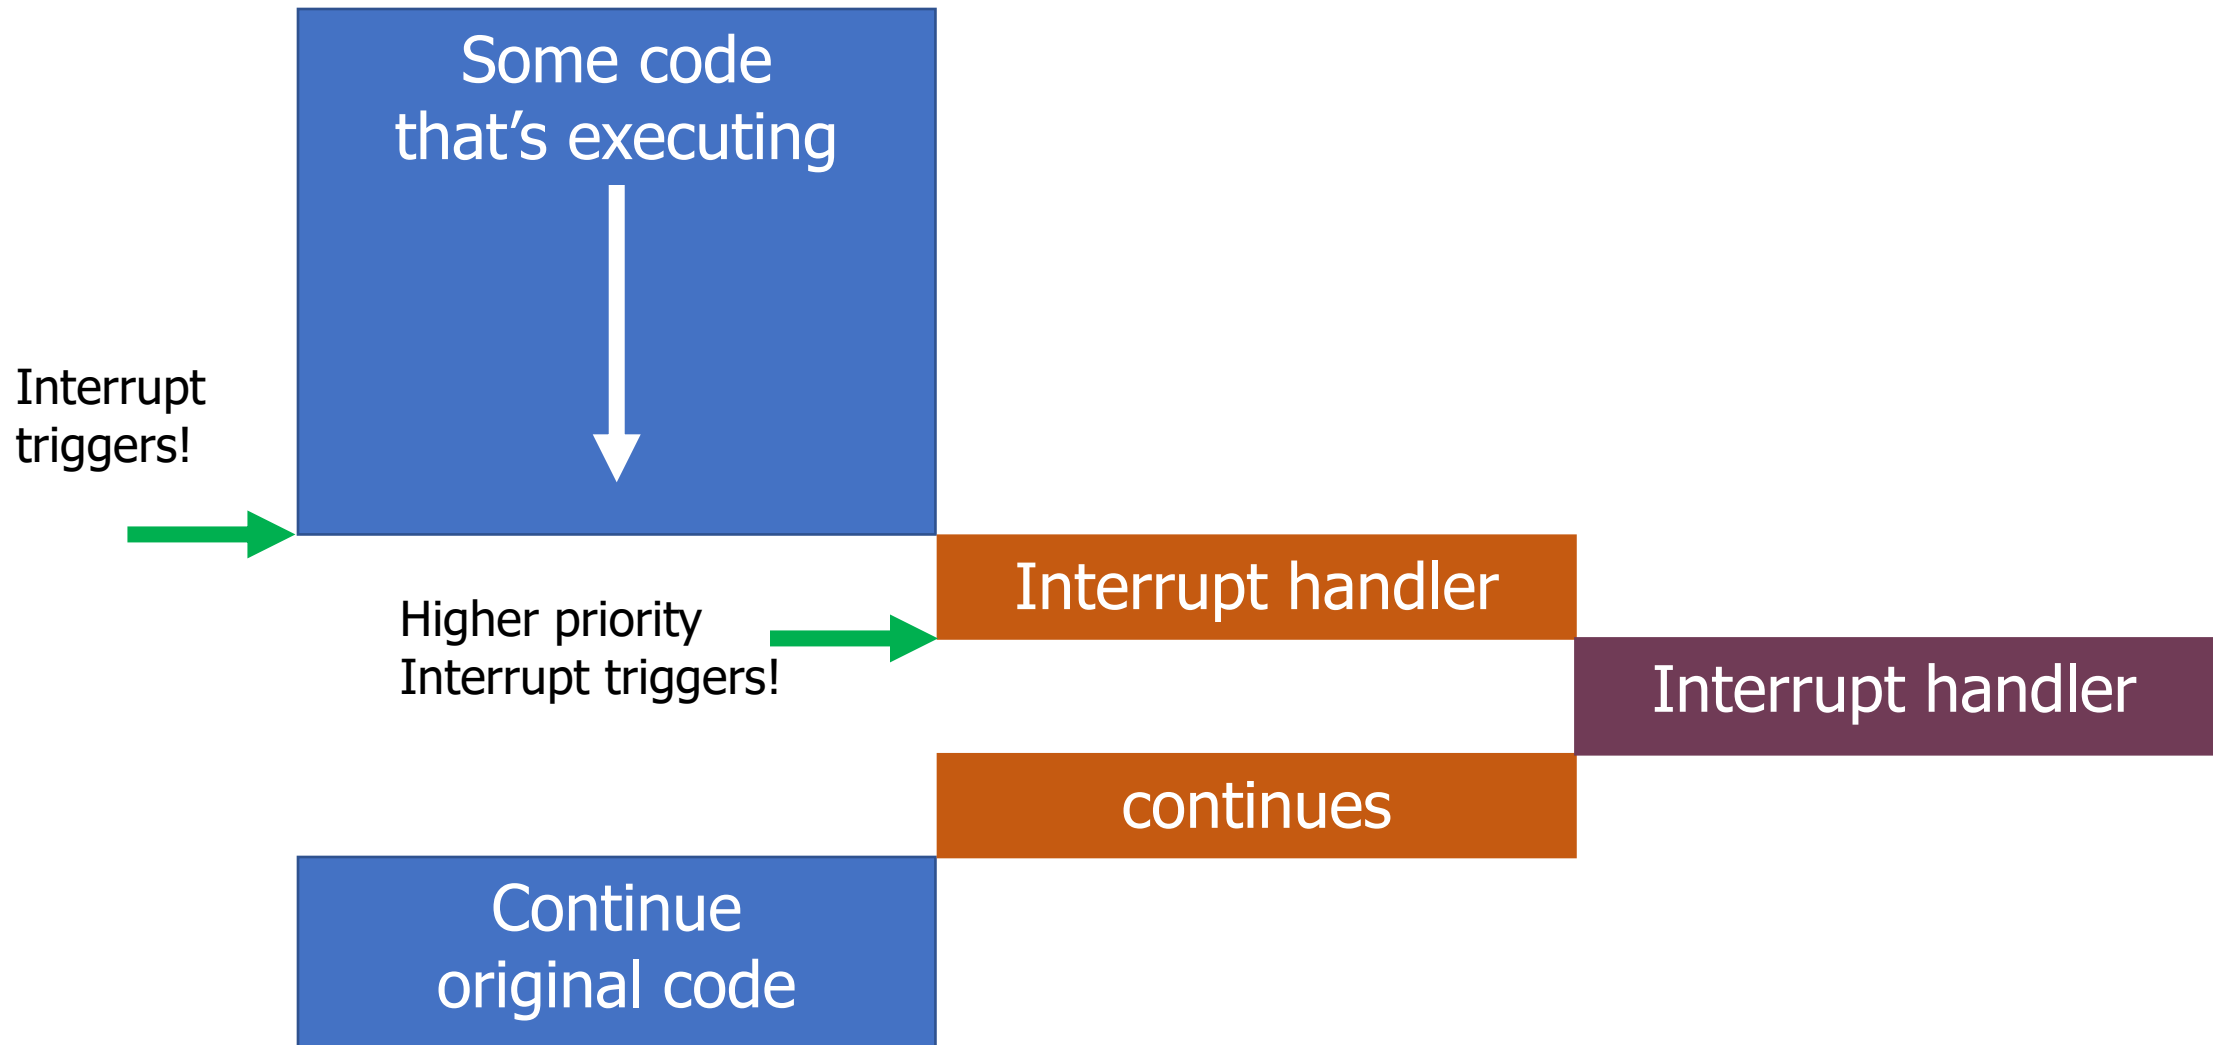 Some code
that’s executing
Interrupt
triggers!
Interrupt handler
Higher priority
Interrupt triggers!
Interrupt handler
continues
Continue
original code